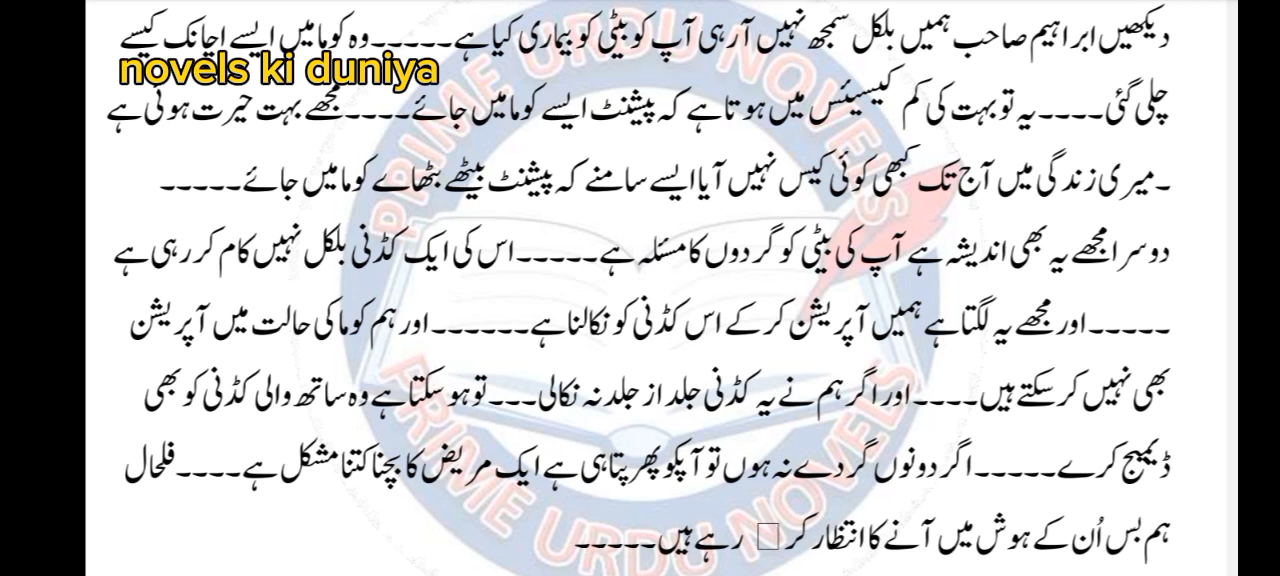 دیکھیں ابراہیم صاحب ہمیں بلکل سمجھ نہیں آرہی آپ کو بیٹی کو بیماری کیا ہے۔۔۔۔۔وہ کوما میں ایسے اچانک کیسے
novels ki duniya
چلی گئی۔۔۔۔یہ تو بہت کی کم کیسیئس میں ہوتا ہے کہ پیشنٹ ایسے کوما میں جائے۔۔۔۔مجھے بہت حیرت ہوئی ہے
۔میری زندگی میں آج تک کبھی کوئی کیس نہیں آیا ایسے سامنے کہ پیشنٹ بیٹھے بٹھاے کوما میں جائے۔۔۔۔۔
دوسرا مجھے یہ بھی اندیشہ ہے آپ کی بیٹی کو گردوں کا مسئلہ ہے۔۔۔۔۔اس کی ایک کڈنی بلکل نہیں کام کر رہی ہے
۔۔۔۔۔اور مجھے یہ لگتا ہے ہمیں آپریشن کر کے اس کڈنی کو نکالنا ہے۔۔۔۔۔۔اور ہم کوما کی حالت میں آپریشن
بھی نہیں کر سکتے ہیں۔۔۔۔اور اگر ہم نے یہ کڈنی جلد از جلد نہ نکالی۔۔۔تو ہو سکتا ہے وہ ساتھ والی کڈنی کو بھی
ڈیمیج کرے۔۔۔۔۔اگر دونوں گردے نہ ہوں تو آپکو پھر پتا ہی ہے ایک مریض کا بچنا کتنا مشکل ہے۔۔۔۔فلحال
ہم بس اُن کے ہوش میں آنے کا انتظار کر رہے ہیں۔۔۔۔۔
PRIME URDU NOVELS
PRIME URDU NOVELS